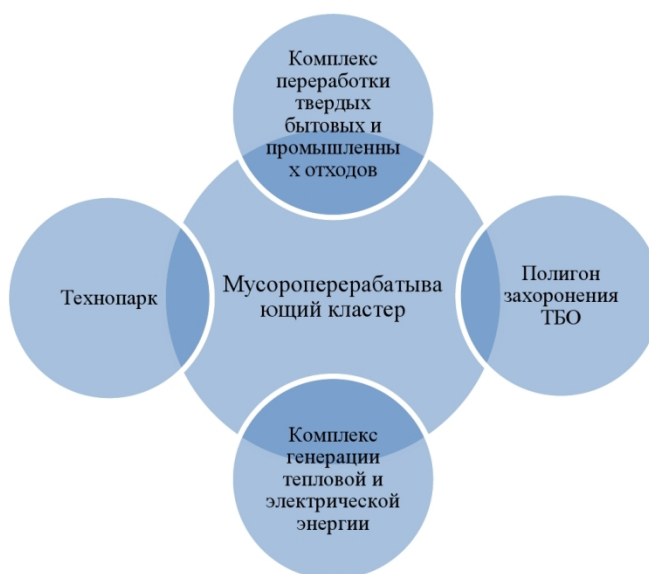 Комплекс
переработки
твердых
бытовых и
промышленны
х отходов
Технопарк
Мусороперерабатыва
ющий кластер
Полигон
захоронения
ТБО
Комплекс
генерации
тепловой и
электрической
энергии